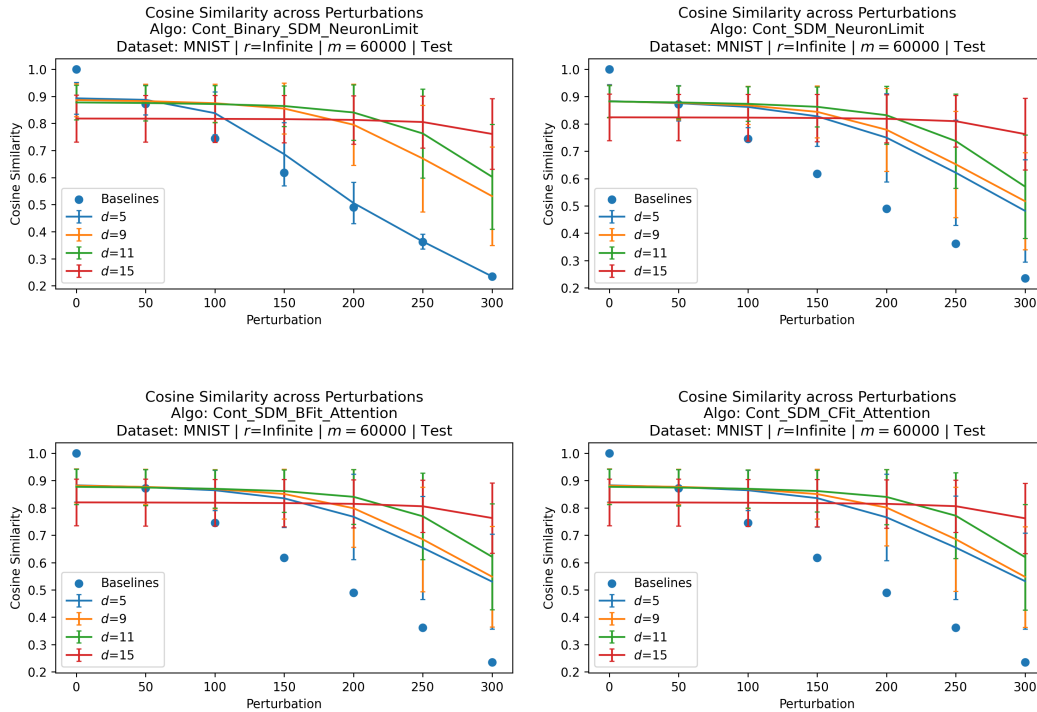 Cosine Similarity across Perturbations
Algo: Cont_Binary_SDM_NeuronLimit
Dataset: MNIST | r=Infinite | m = 60000 | Test
1.0
0.9
0.8
0.7
0.6
0.5
0.4
0.3
0.2
Cosine Similarity
Baselines
d=5
d=9
d=11
d=15
0 50 100 150 200 250 300
Perturbation
Cosine Similarity across Perturbations
Algo: Cont_SDM_NeuronLimit
Dataset: MNIST | r=Infinite | m = 60000 | Test
1.0
0.9
0.8
0.7
0.6
0.5
0.4
0.3
0.2
Cosine Similarity
Baselines
d=5
d=9
d=11
d=15
0 50 100 150 200 250 300
Perturbation
Cosine Similarity across Perturbations
Algo: Cont_SDM_BFit_Attention
Dataset: MNIST | r=Infinite | m = 60000 | Test
1.0
0.9
0.8
0.7
0.6
0.5
0.4
0.3
0.2
Cosine Similarity
Baselines
d=5
d=9
d=11
d=15
0 50 100 150 200 250 300
Perturbation
Cosine Similarity across Perturbations
Algo: Cont_SDM_CFit_Attention
Dataset: MNIST | r=Infinite | m = 60000 | Test
1.0
0.9
0.8
0.7
0.6
0.5
0.4
0.3
0.2
Cosine Similarity
Baselines
d=5
d=9
d=11
d=15
0 50 100 150 200 250 300
Perturbation